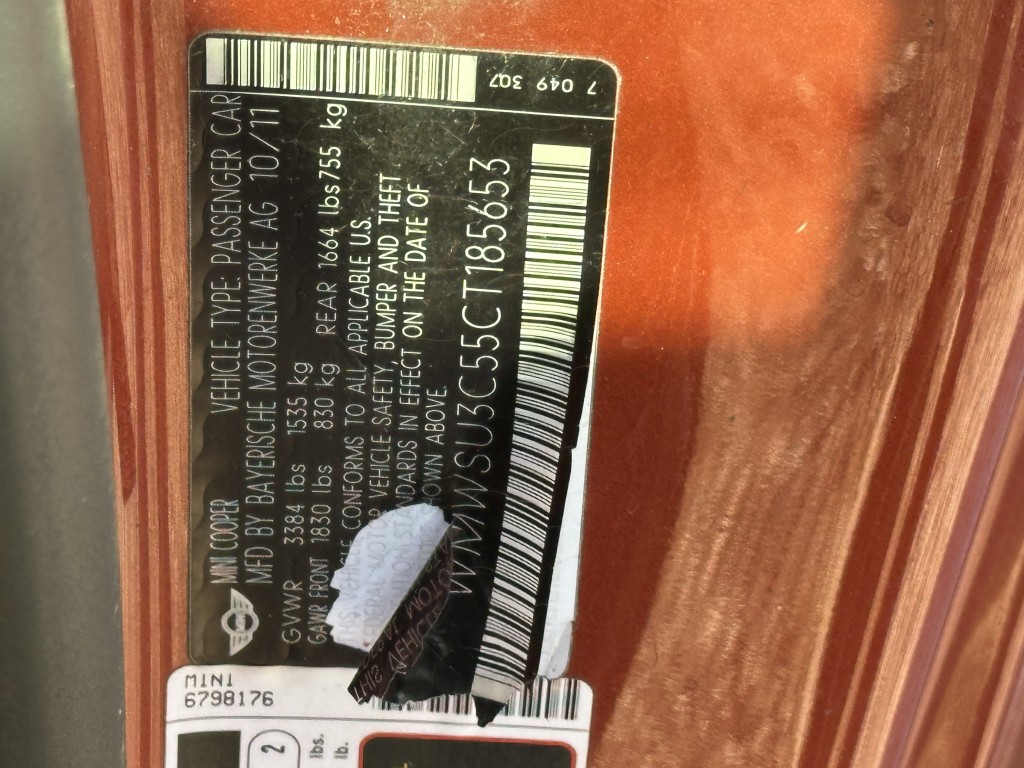 7 049 307
MINI COOPER VEHICLE TYPE: PASSENGER CAR
MFD BY BAYERISCHE MOTORENWERKE AG 10/11
GVWR 3384 lbs 1535 kg
GAWR FRONT 1830 lbs 830 kg REAR 1664 lbs 755 kg
CONFORMS TO ALL APPLICABLE U.S.
VEHICLE SAFETY, BUMPER AND THEFT
IN EFFECT ON THE DATE OF
ABOVE.
WMWSU3C55CT185653
MINI
6798176
2
lbs.
lb.